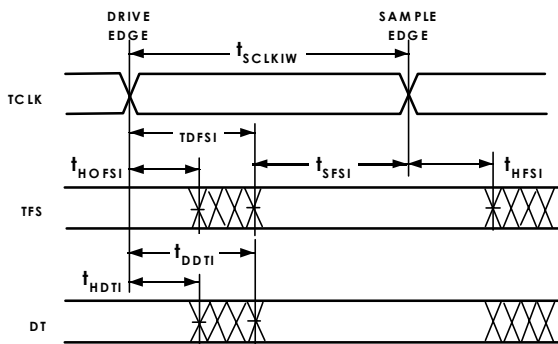 DRIVE EDGE
SAMPLE EDGE
tSCLKIW
TCLK
TDFSI
tHOFSI
tSFSI
tHFSI
TFS
tDDTI
tHDTI
DT